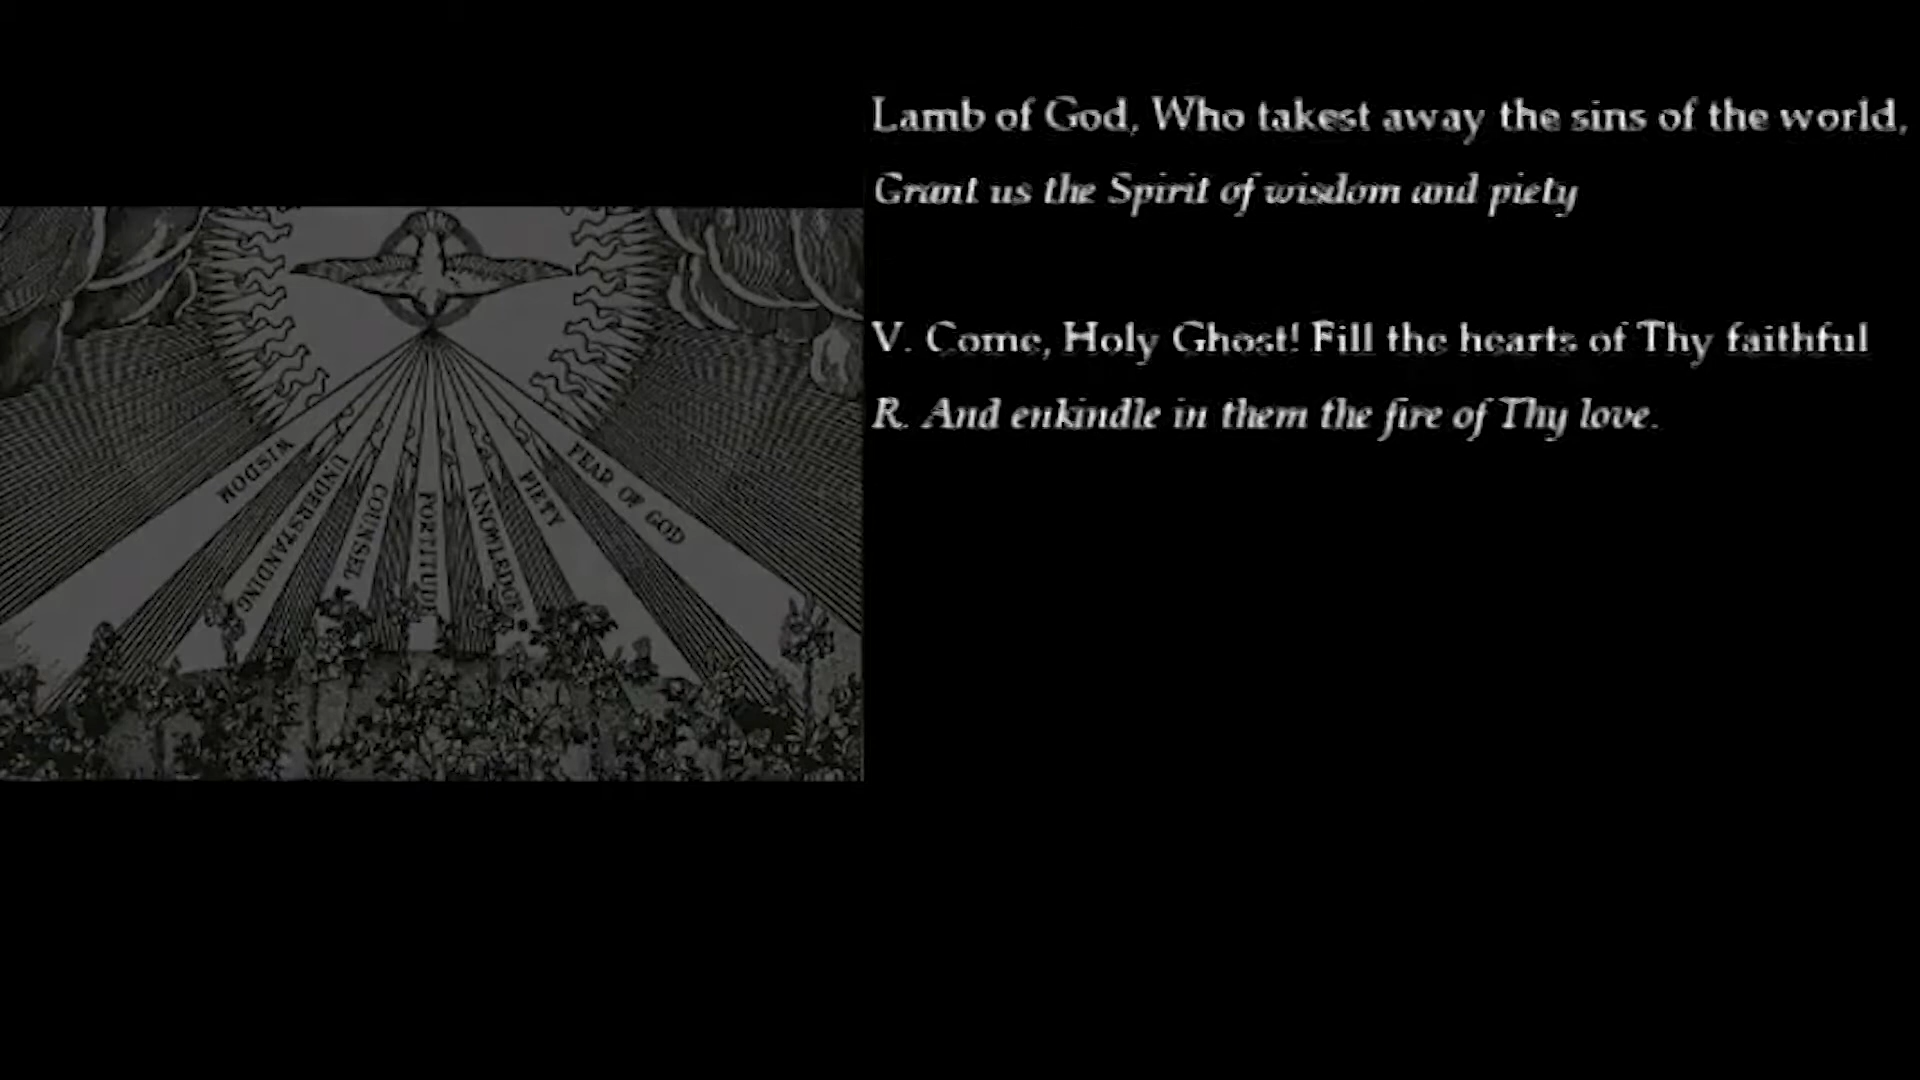 Lamb of God, Who takest away the sins of the world,
Grant us the Spirit of wisdom and piety
V. Come, Holy Ghost! Fill the hearts of Thy faithful
R. And enkindle in them the fire of Thy love.
WISDOM
UNDERSTANDING
COUNSEL
FORTITUDE
KNOWLEDGE
PIETY
FEAR OF GOD